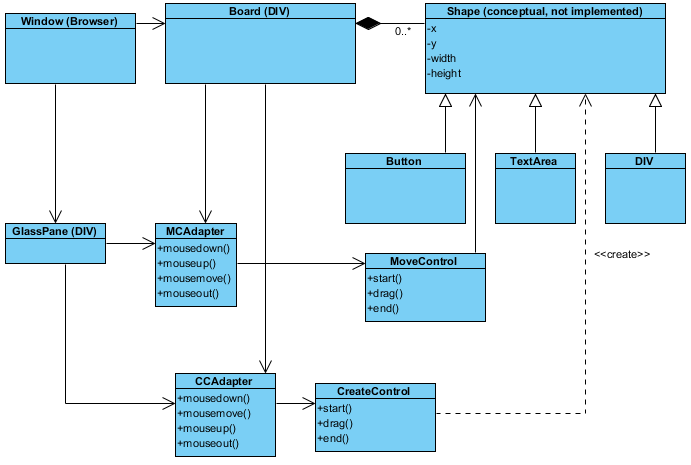 Window (Browser)
Board (DIV)
0..*
Shape (conceptual, not implemented)
-x
-y
-width
-height
Button
TextArea
DIV
GlassPane (DIV)
MCAdapter
+mousedown()
+mouseup()
+mousemove()
+mouseout()
MoveControl
+start()
+drag()
+end()
<<create>>
CCAdapter
+mousedown()
+mousemove()
+mouseup()
+mouseout()
CreateControl
+start()
+drag()
+end()